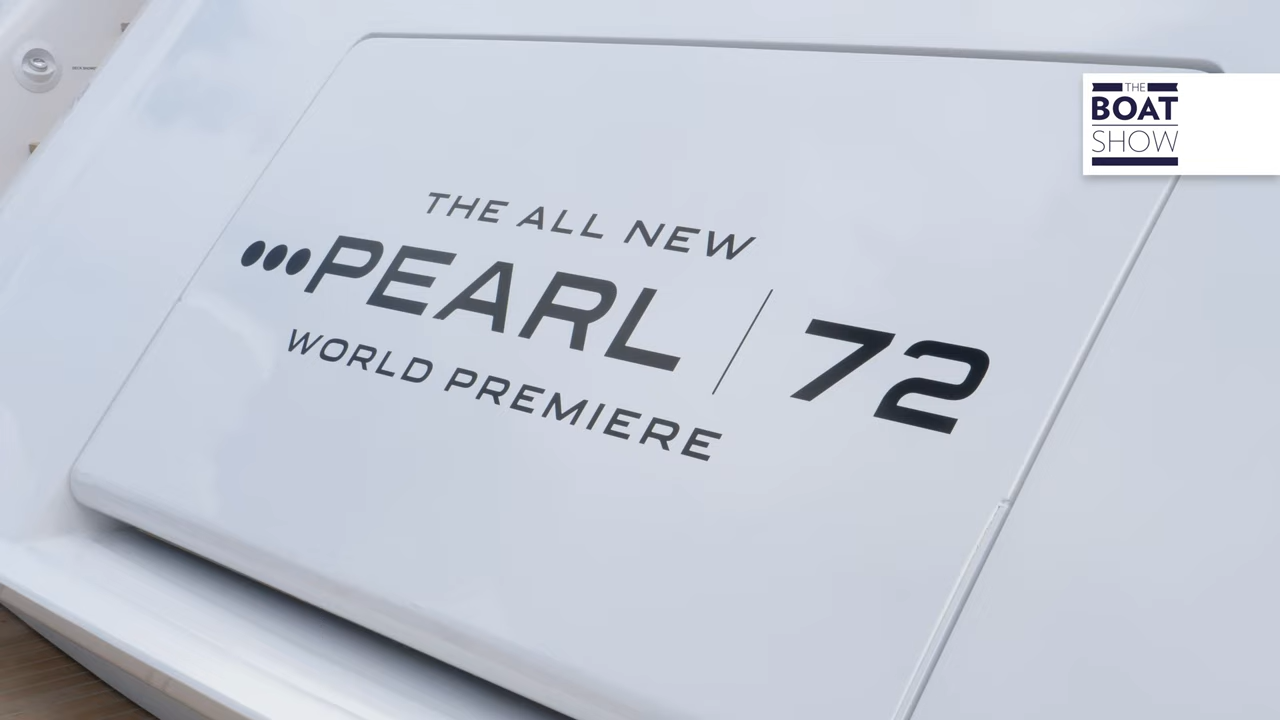 THE ALL NEW
PEARL | 72
WORLD PREMIERE
THE
BOAT
SHOW